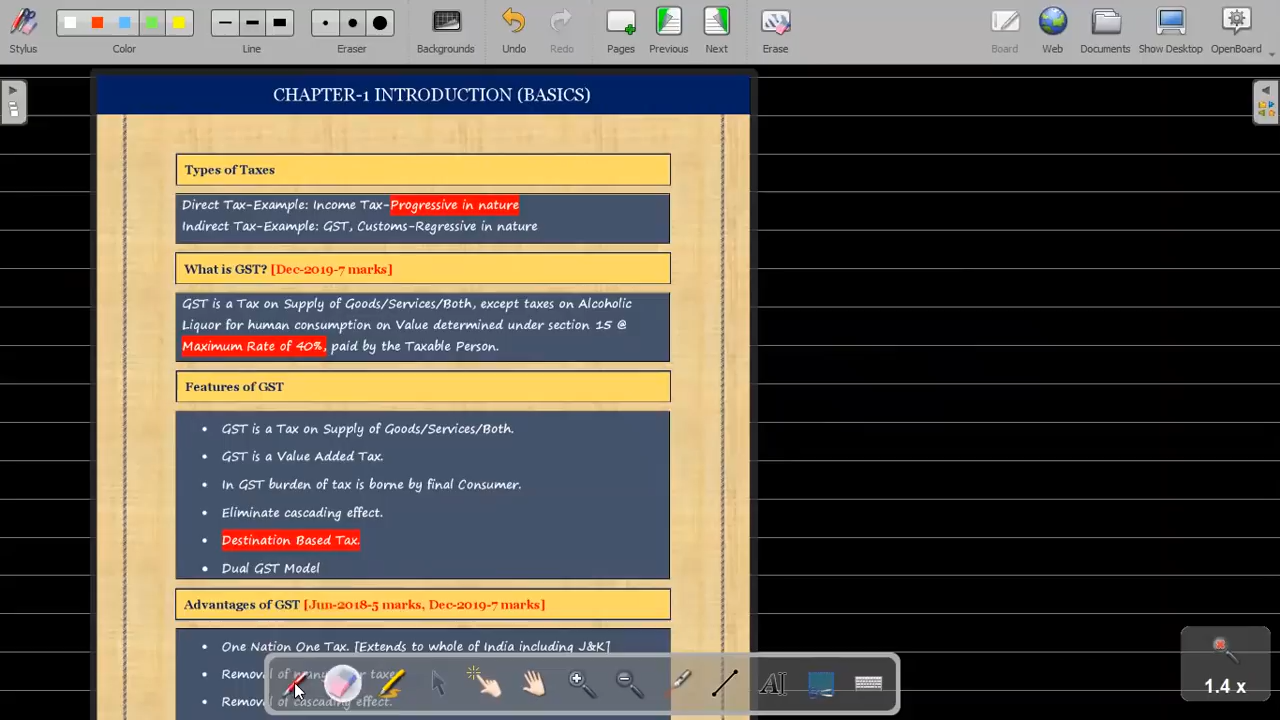 Stylus
Color
Line
Eraser
Backgrounds
Undo
Redo
Pages
Previous
Next
Erase
Board
Web
Documents
Show Desktop
OpenBoard
CHAPTER-1 INTRODUCTION (BASICS)
Types of Taxes
Direct Tax-Example: Income Tax-Progressive in nature
Indirect Tax-Example: GST, Customs-Regressive in nature
What is GST? [Dec-2019-7 marks]
GST is a Tax on Supply of Goods/Services/Both, except taxes on Alcoholic
Liquor for human consumption on Value determined under section 15 @
Maximum Rate of 40%, paid by the Taxable Person.
Features of GST
• GST is a Tax on Supply of Goods/Services/Both.
• GST is a Value Added Tax.
• In GST burden of tax is borne by final Consumer.
• Eliminate cascading effect.
• Destination Based Tax.
• Dual GST Model
Advantages of GST [Jun-2018-5 marks, Dec-2019-7 marks]
• One Nation One Tax. [Extends to whole of India including J&K]
• Removal of
• Removal of cascading effect.
AI
1.4 x